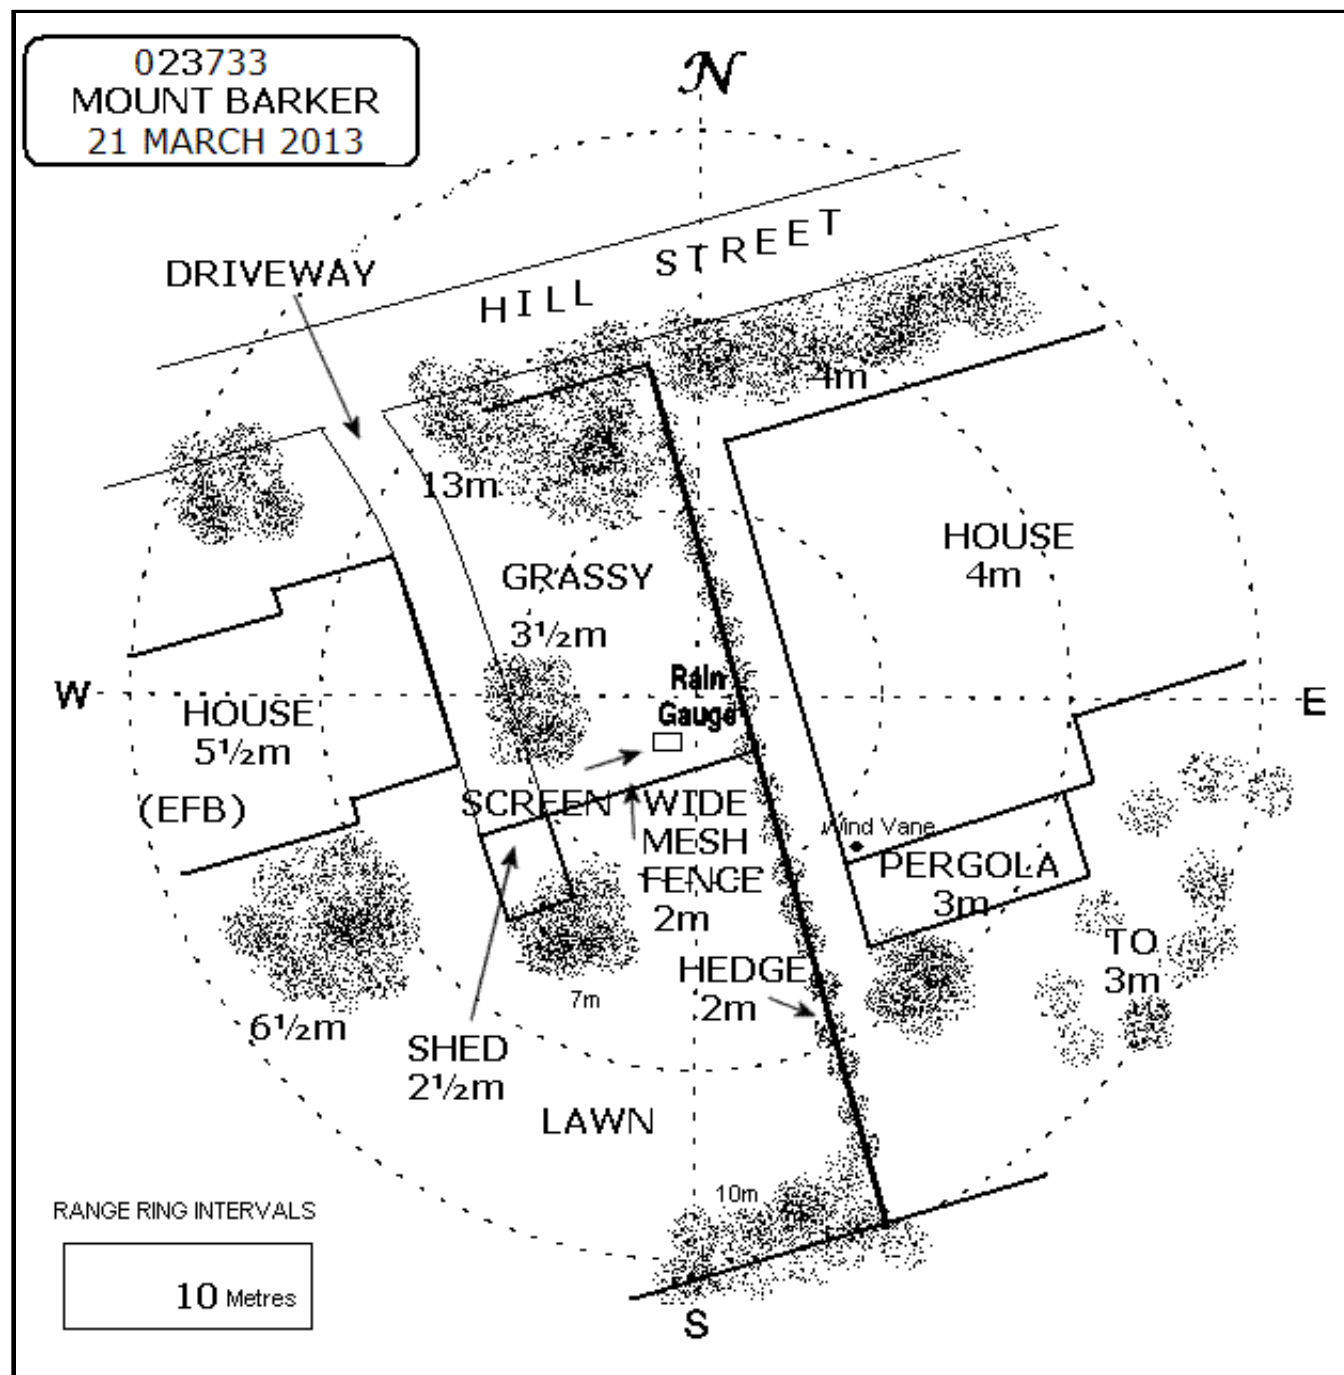 023733
MOUNT BARKER
21 MARCH 2013
N
HILL STREET
DRIVEWAY
4m
13m
HOUSE
4m
GRASSY
3½m
Rain
Gauge
W
E
HOUSE
5½m
(EFB)
SCREEN
WIDE
MESH
FENCE
2m
Wind Vane
PERGOLA
3m
TO
3m
HEDGE
2m
7m
6½m
SHED
2½m
LAWN
10m
RANGE RING INTERVALS
10 Metres
S